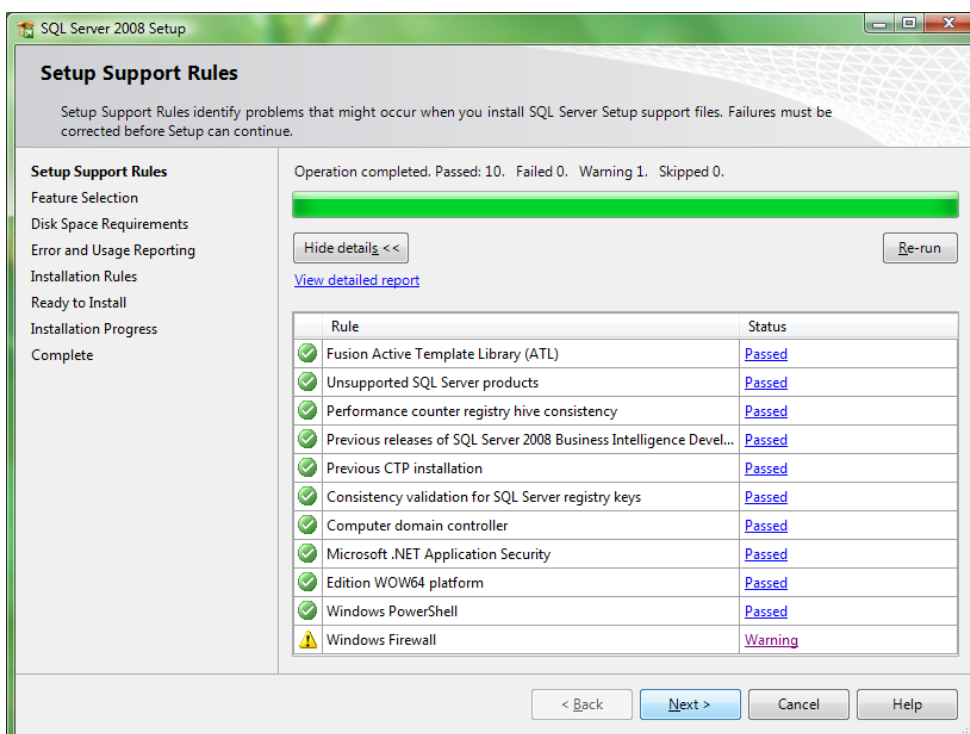 SQL Server 2008 Setup
Setup Support Rules
Setup Support Rules identify problems that might occur when you install SQL Server Setup support files. Failures must be
corrected before Setup can continue.
Setup Support Rules
Feature Selection
Disk Space Requirements
Error and Usage Reporting
Installation Rules
Ready to Install
Installation Progress
Complete
Operation completed. Passed: 10. Failed 0. Warning 1. Skipped 0.
Hide details <<
Re-run
View detailed report
Rule Status
Fusion Active Template Library (ATL) Passed
Unsupported SQL Server products Passed
Performance counter registry hive consistency Passed
Previous releases of SQL Server 2008 Business Intelligence Devel... Passed
Previous CTP installation Passed
Consistency validation for SQL Server registry keys Passed
Computer domain controller Passed
Microsoft .NET Application Security Passed
Edition WOW64 platform Passed
Windows PowerShell Passed
Windows Firewall Warning
< Back Next > Cancel Help